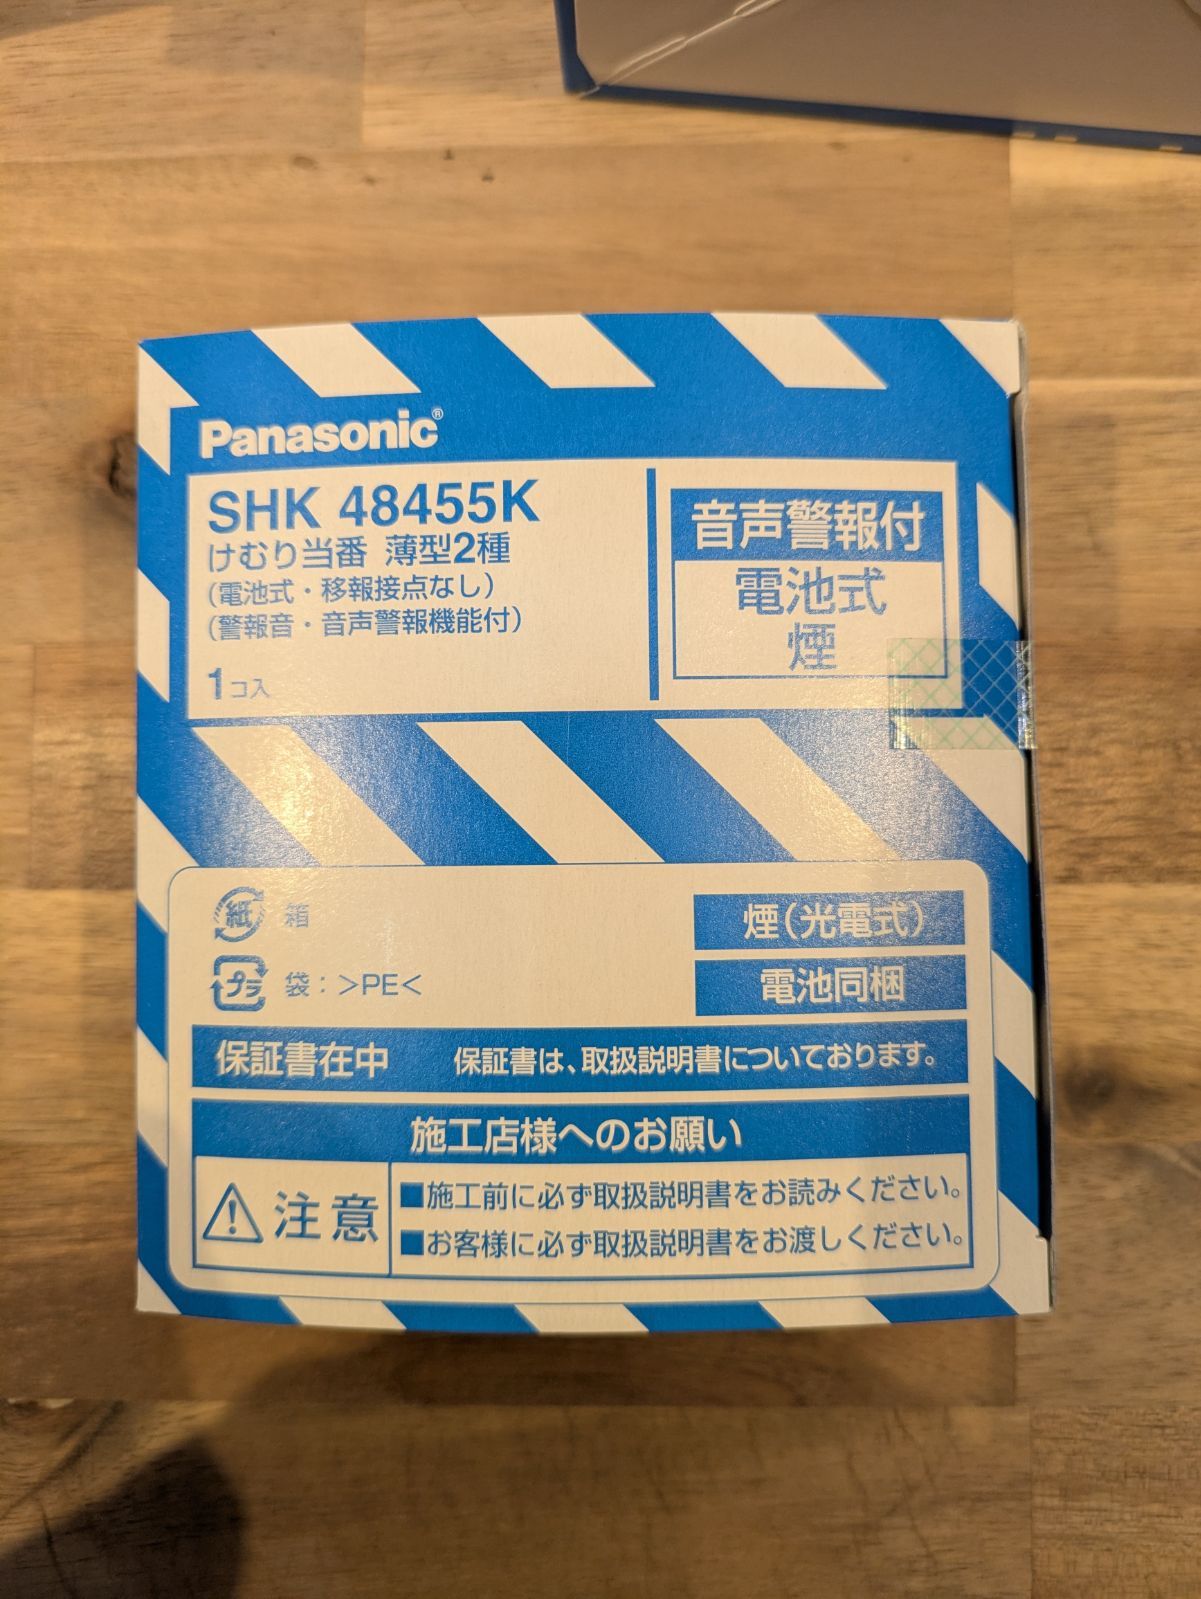 Panasonic®
SHK 48455K
けむり当番 薄型2種
(電池式・移報接点なし)
(警報音・音声警報機能付)
1コ入
音声警報付
電池式
煙
紙 箱
プラ 袋：>PE<
煙(光電式)
電池同梱
保証書在中 保証書は、取扱説明書についております。
施工店様へのお願い
注意
■施工前に必ず取扱説明書をお読みください。
■お客様に必ず取扱説明書をお渡しください。